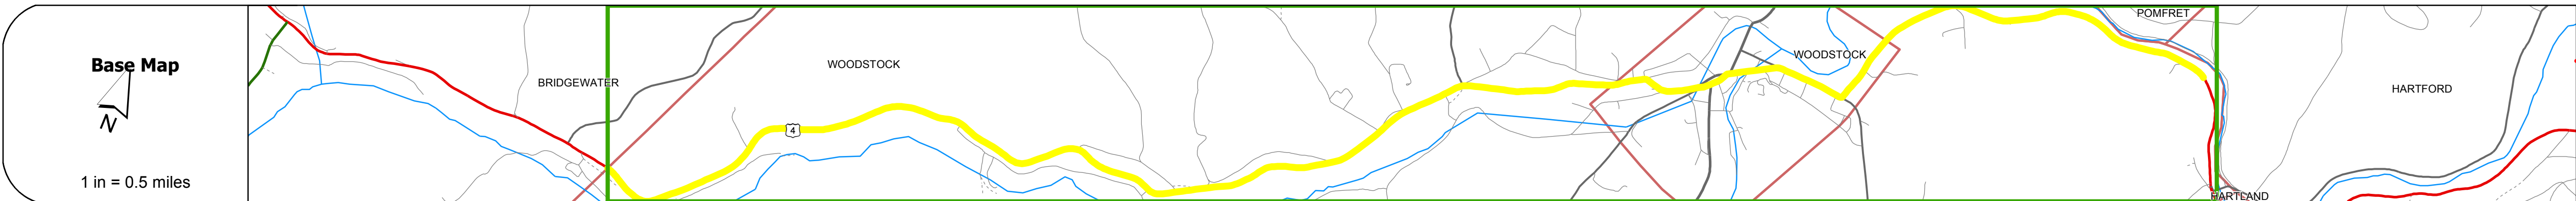 Base Map
N
1 in = 0.5 miles
BRIDGEWATER
WOODSTOCK
4
WOODSTOCK
POMFRET
HARTFORD
HARTLAND